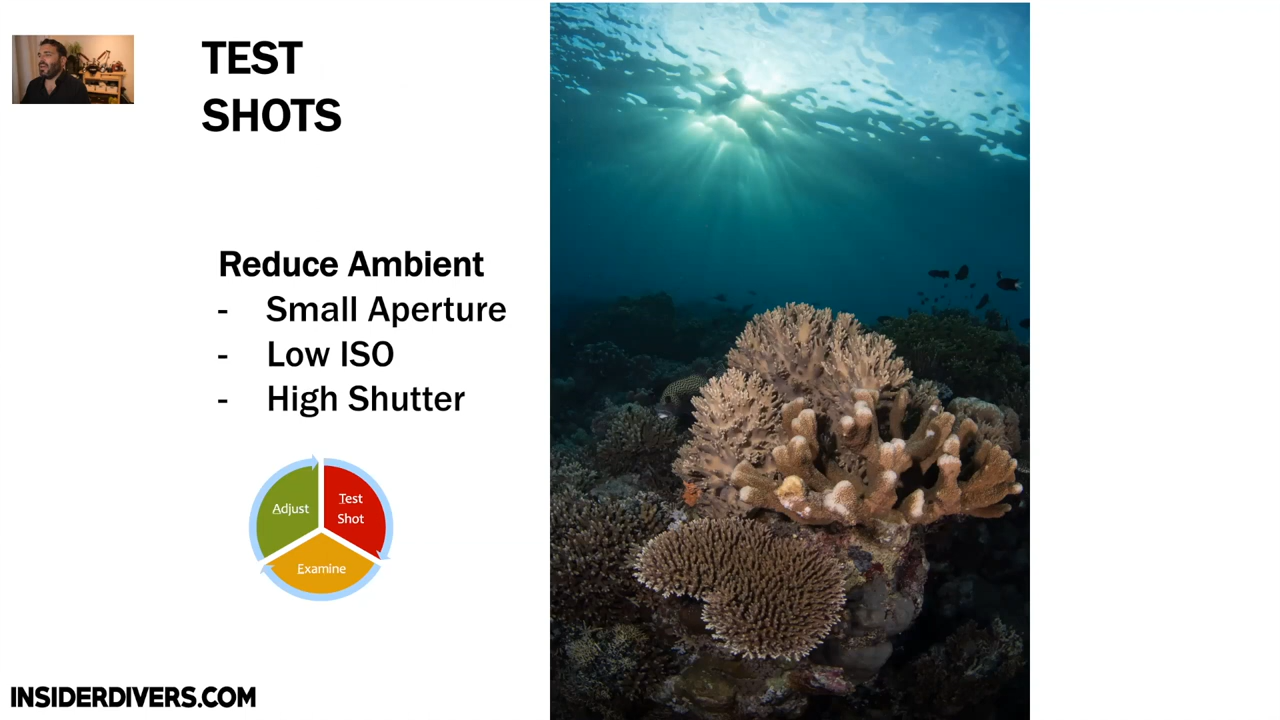 TEST
SHOTS
Reduce Ambient
- Small Aperture
- Low ISO
- High Shutter
Adjust
Test
Shot
Examine
INSIDERDIVERS.COM